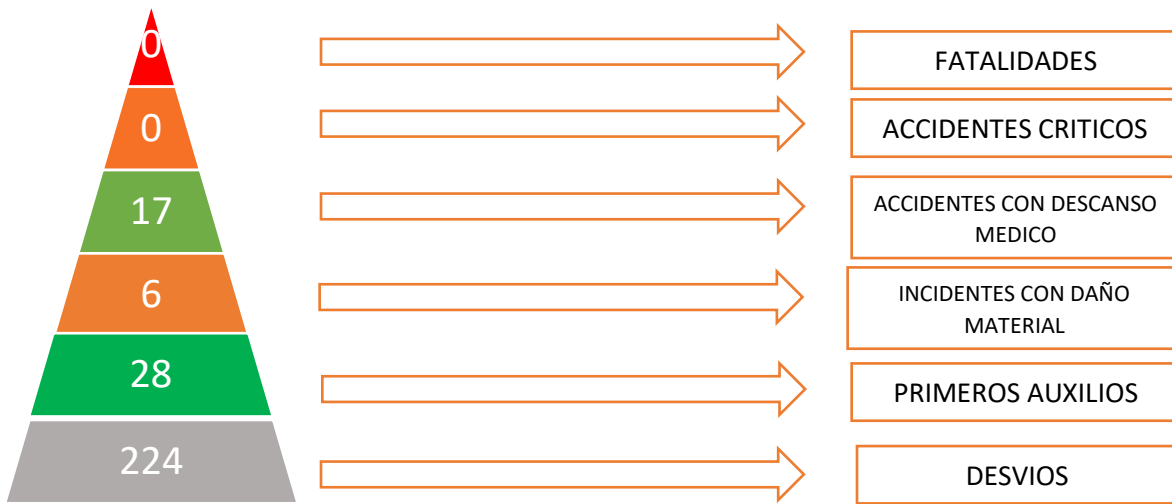 0
FATALIDADES
0
ACCIDENTES CRITICOS
17
ACCIDENTES CON DESCANSO
MEDICO
6
INCIDENTES CON DAÑO
MATERIAL
28
PRIMEROS AUXILIOS
224
DESVIOS